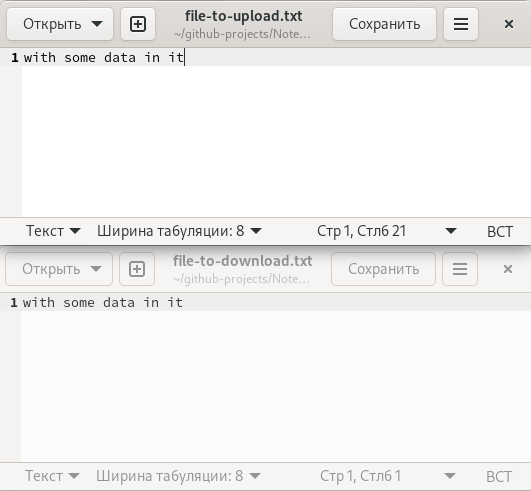 Открыть file-to-upload.txt Сохранить
~/github-projects/Note...
1 with some data in it
Текст Ширина табуляции: 8 Стр 1, Стлб 21 ВСТ
Открыть file-to-download.txt Сохранить
~/github-projects/Note...
1 with some data in it
Текст Ширина табуляции: 8 Стр 1, Стлб 1 ВСТ